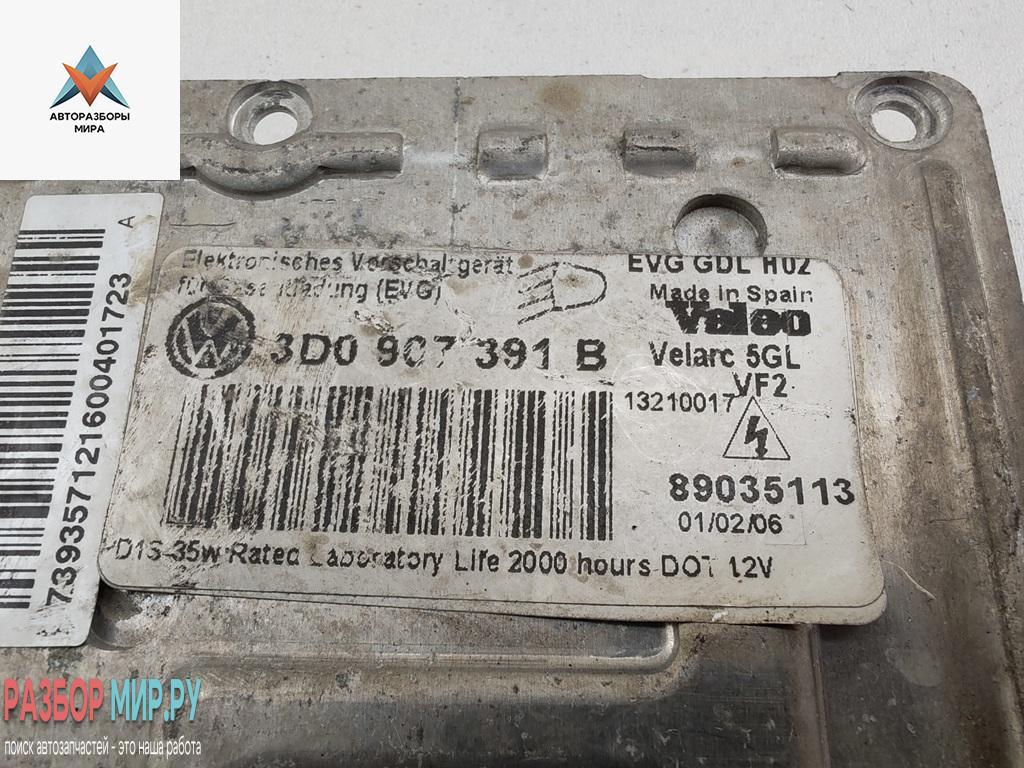 АВТОРАЗБОРЫ
МИРА
A
739357121600401723
Elektronisches Vorschaltgerät
für Gasentladung (EVG)
3D0 907 391 B
EVG GDL H02
Made in Spain
Valeo
Velarc 5GL
VF2
13210017
89035113
01/02/06
D1S-35w Rated Laboratory Life 2000 hours DOT 12V
РАЗБОР МИР.РУ
поиск автозапчастей - это наша работа